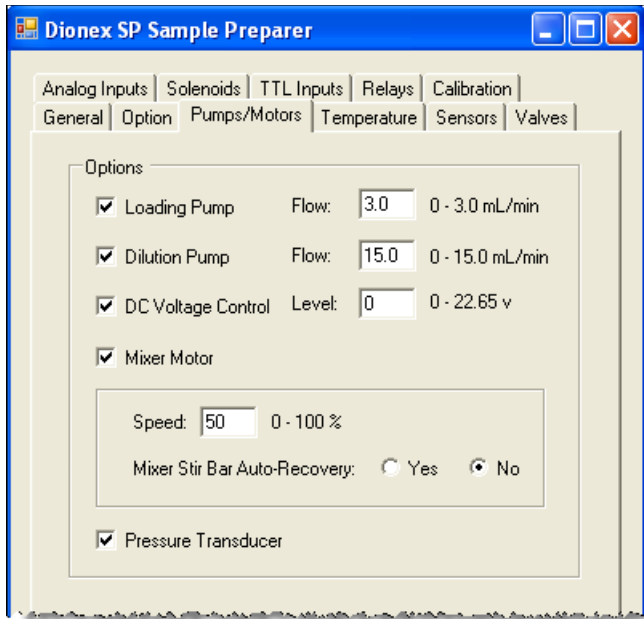 Dionex SP Sample Preparer
Analog Inputs Solenoids TTL Inputs Relays Calibration
General Option Pumps/Motors Temperature Sensors Valves
Options
Loading Pump Flow: 3.0 0 - 3.0 mL/min
Dilution Pump Flow: 15.0 0 - 15.0 mL/min
DC Voltage Control Level: 0 0 - 22.65 v
Mixer Motor
Speed: 50 0 - 100 %
Mixer Stir Bar Auto-Recovery: Yes No
Pressure Transducer